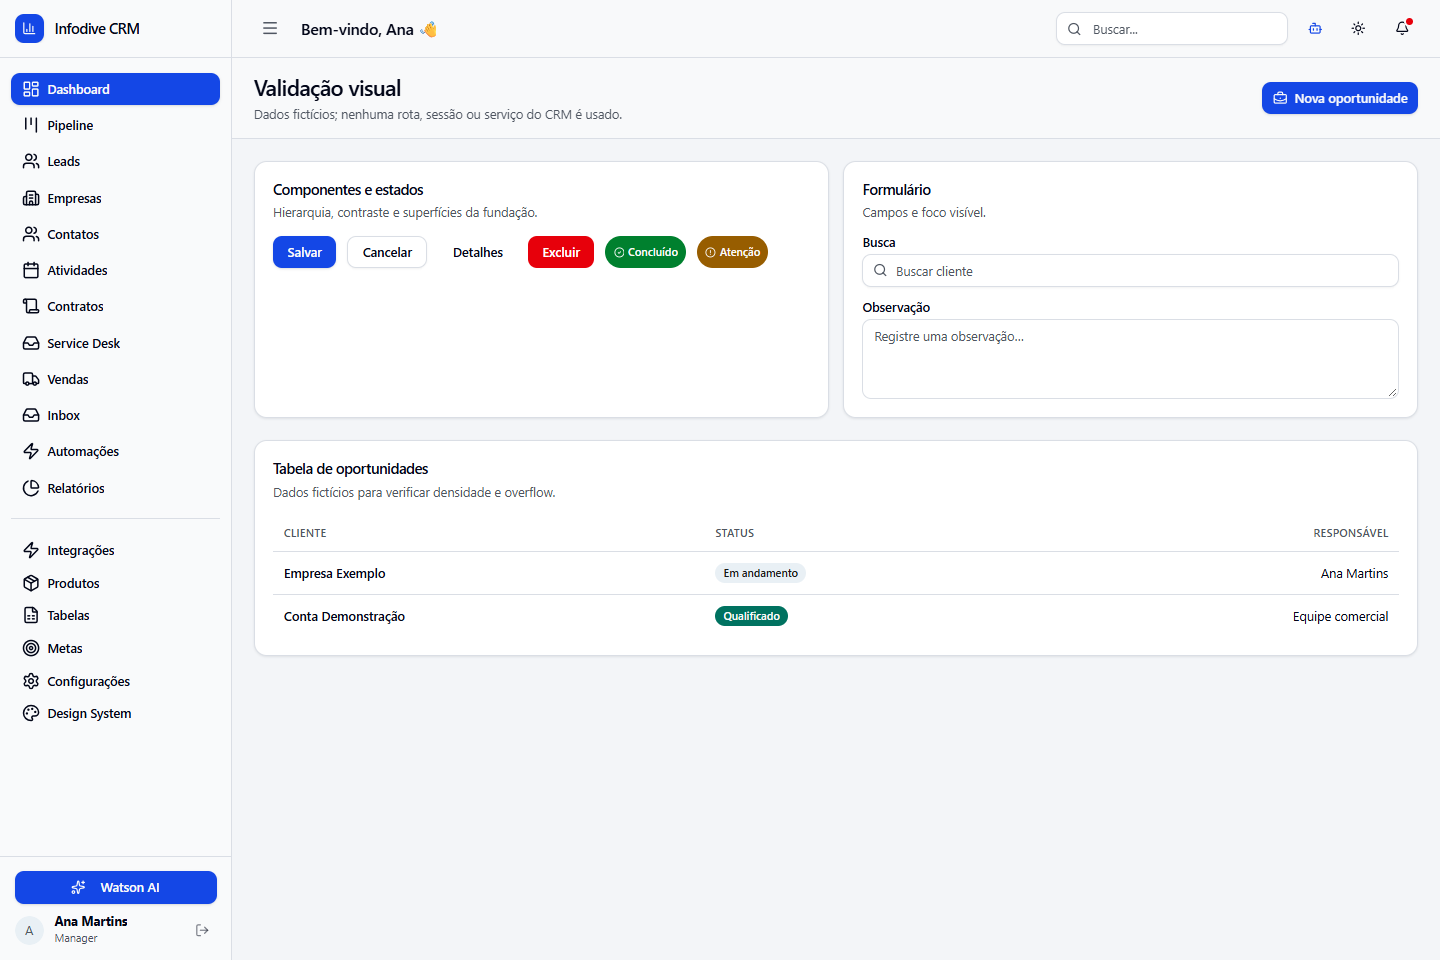 Infodive CRM
Bem-vindo, Ana 👋
Buscar...
Dashboard
Pipeline
Leads
Empresas
Contatos
Atividades
Contratos
Service Desk
Vendas
Inbox
Automações
Relatórios
Integrações
Produtos
Tabelas
Metas
Configurações
Design System
Watson AI
A
Ana Martins
Manager
Validação visual
Dados fictícios; nenhuma rota, sessão ou serviço do CRM é usado.
Nova oportunidade
Componentes e estados
Hierarquia, contraste e superfícies da fundação.
Salvar Cancelar Detalhes Excluir Concluído Atenção
Formulário
Campos e foco visível.
Busca
Buscar cliente
Observação
Registre uma observação...
Tabela de oportunidades
Dados fictícios para verificar densidade e overflow.
CLIENTE STATUS RESPONSÁVEL
Empresa Exemplo Em andamento Ana Martins
Conta Demonstração Qualificado Equipe comercial